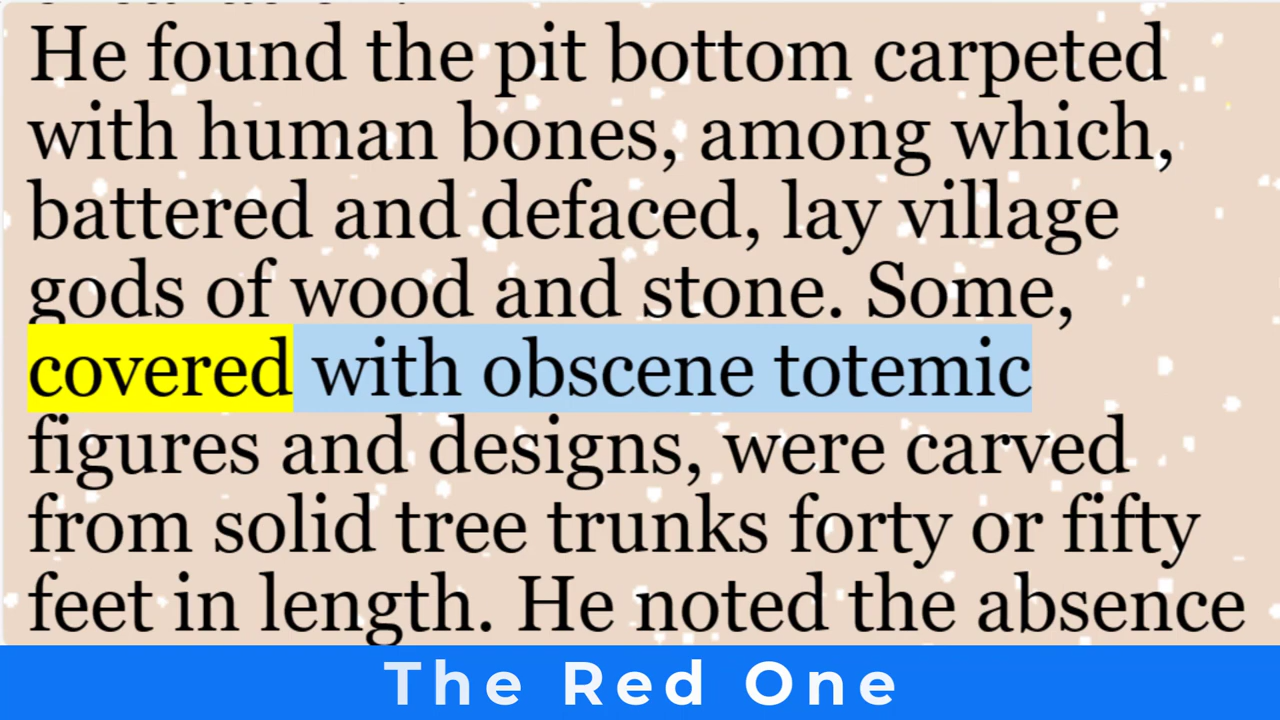 He found the pit bottom carpeted
with human bones, among which,
battered and defaced, lay village
gods of wood and stone. Some,
covered with obscene totemic
figures and designs, were carved
from solid tree trunks forty or fifty
feet in length. He noted the absence
The Red One